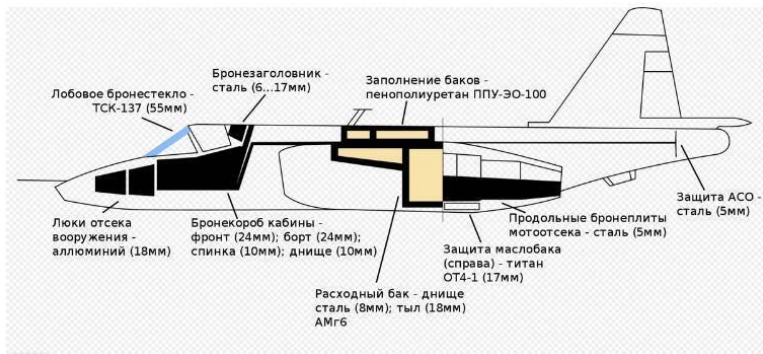 Бронезаголовник -
сталь (6...17мм)
Лобовое бронестекло -
ТСК-137 (55мм)
Заполнение баков -
пенополиуретан ППУ-ЭО-100
Защита АСО -
сталь (5мм)
Люки отсека
вооружения -
аллюминий (18мм)
Бронекороб кабины -
фронт (24мм); борт (24мм);
спинка (10мм); днище (10мм)
Продольные бронеплиты
мотоотсека - сталь (5мм)
Защита маслобака
(справа) - титан
ОТ4-1 (17мм)
Расходный бак - днище
сталь (8мм); тыл (18мм)
АМг6